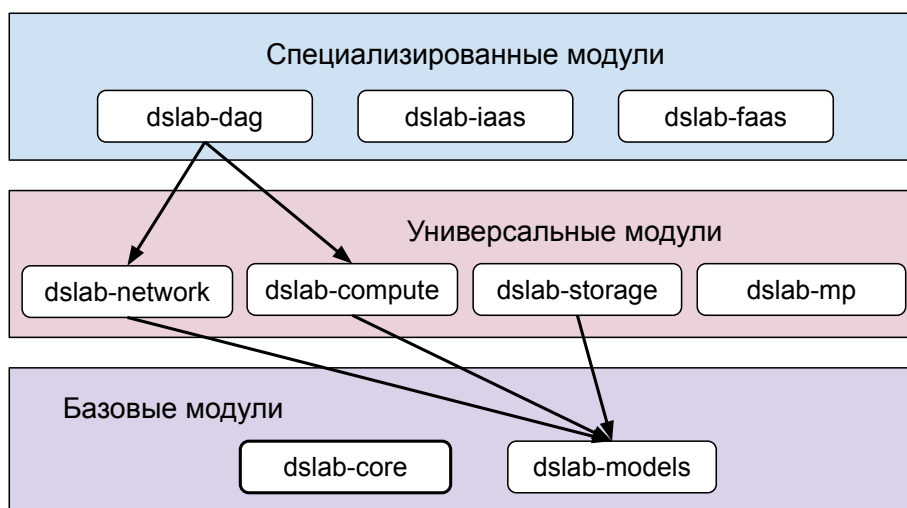 Специализированные модули
dslab-dag
dslab-iaas
dslab-faas
Универсальные модули
dslab-network
dslab-compute
dslab-storage
dslab-mp
Базовые модули
dslab-core
dslab-models